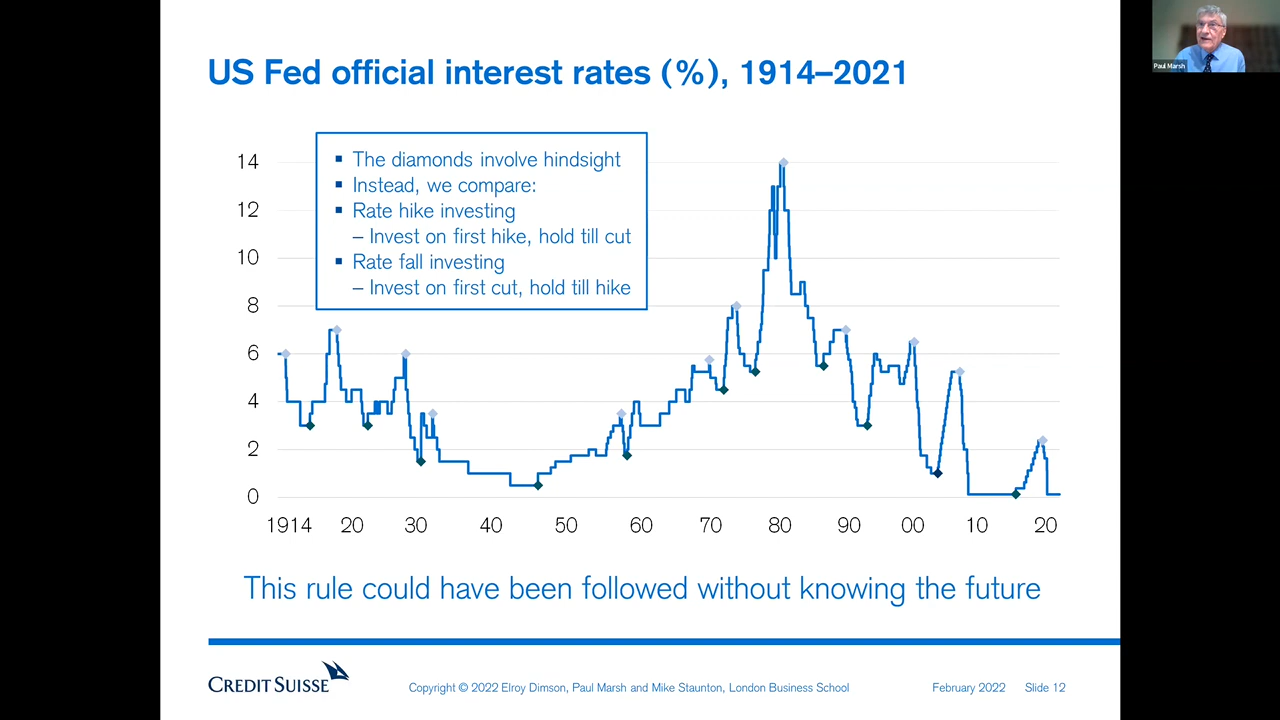 Paul Marsh
US Fed official interest rates (%), 1914–2021
▪ The diamonds involve hindsight
▪ Instead, we compare:
▪ Rate hike investing
– Invest on first hike, hold till cut
▪ Rate fall investing
– Invest on first cut, hold till hike
14
12
10
8
6
4
2
0
1914 20 30 40 50 60 70 80 90 00 10 20
This rule could have been followed without knowing the future
CREDIT SUISSE
Copyright © 2022 Elroy Dimson, Paul Marsh and Mike Staunton, London Business School
February 2022 Slide 12